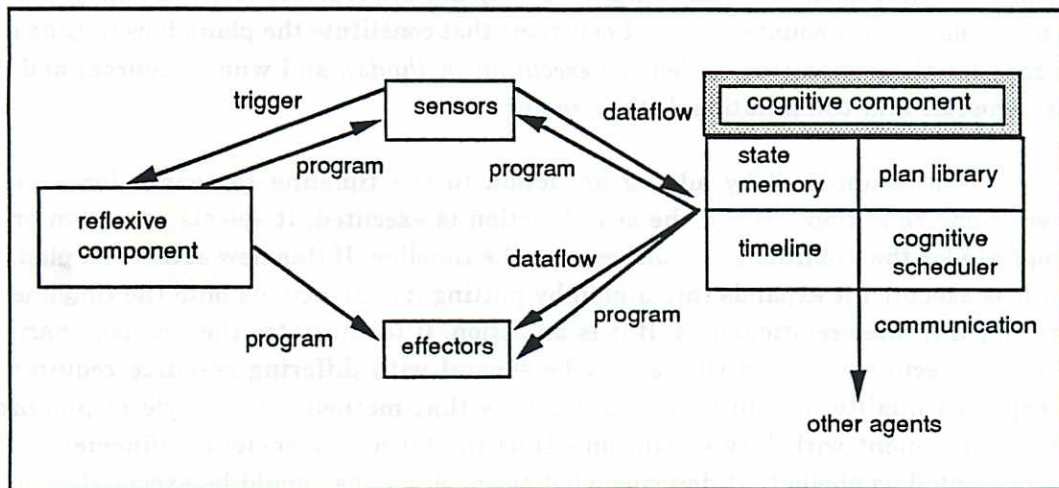 trigger
sensors
dataflow
cognitive component
program
program
state
memory
plan library
reflexive
component
timeline
cognitive
scheduler
dataflow
program
program
effectors
communication
other agents